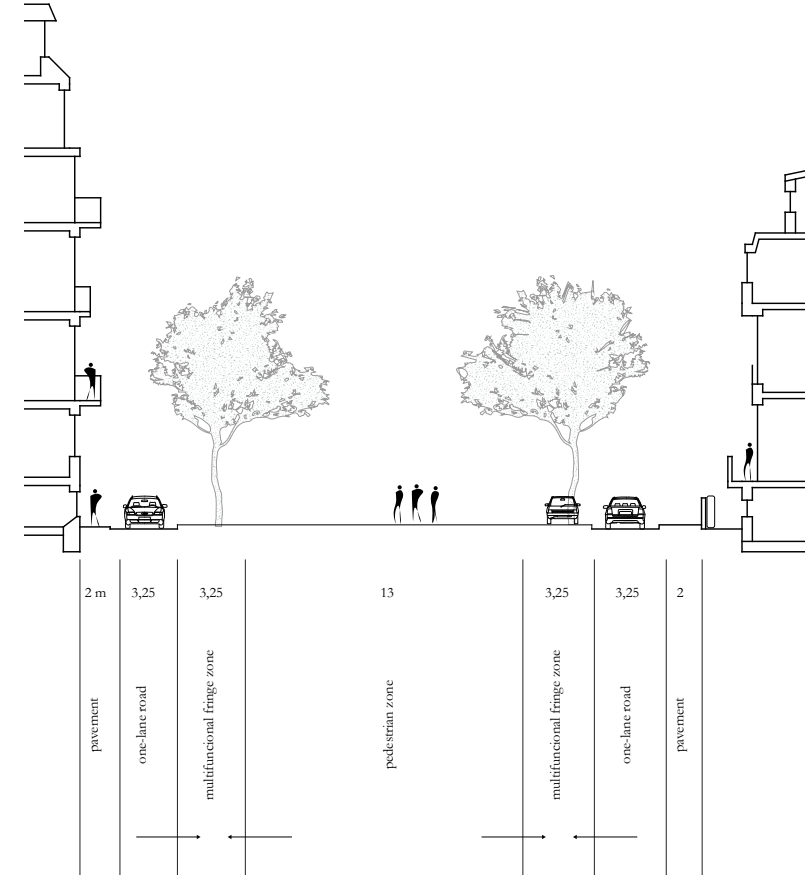 2 m
3,25
3,25
13
3,25
3,25
2
pavement
one-lane road
multifuncional fringe zone
pedestrian zone
multifuncional fringe zone
one-lane road
pavement